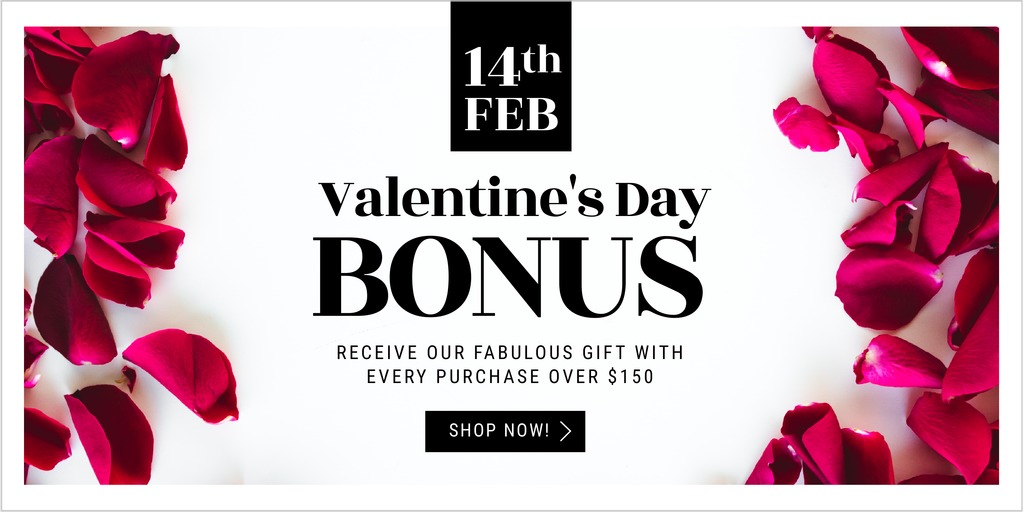 14th
FEB
Valentine's Day
BONUS
RECEIVE OUR FABULOUS GIFT WITH
EVERY PURCHASE OVER $150
SHOP NOW!